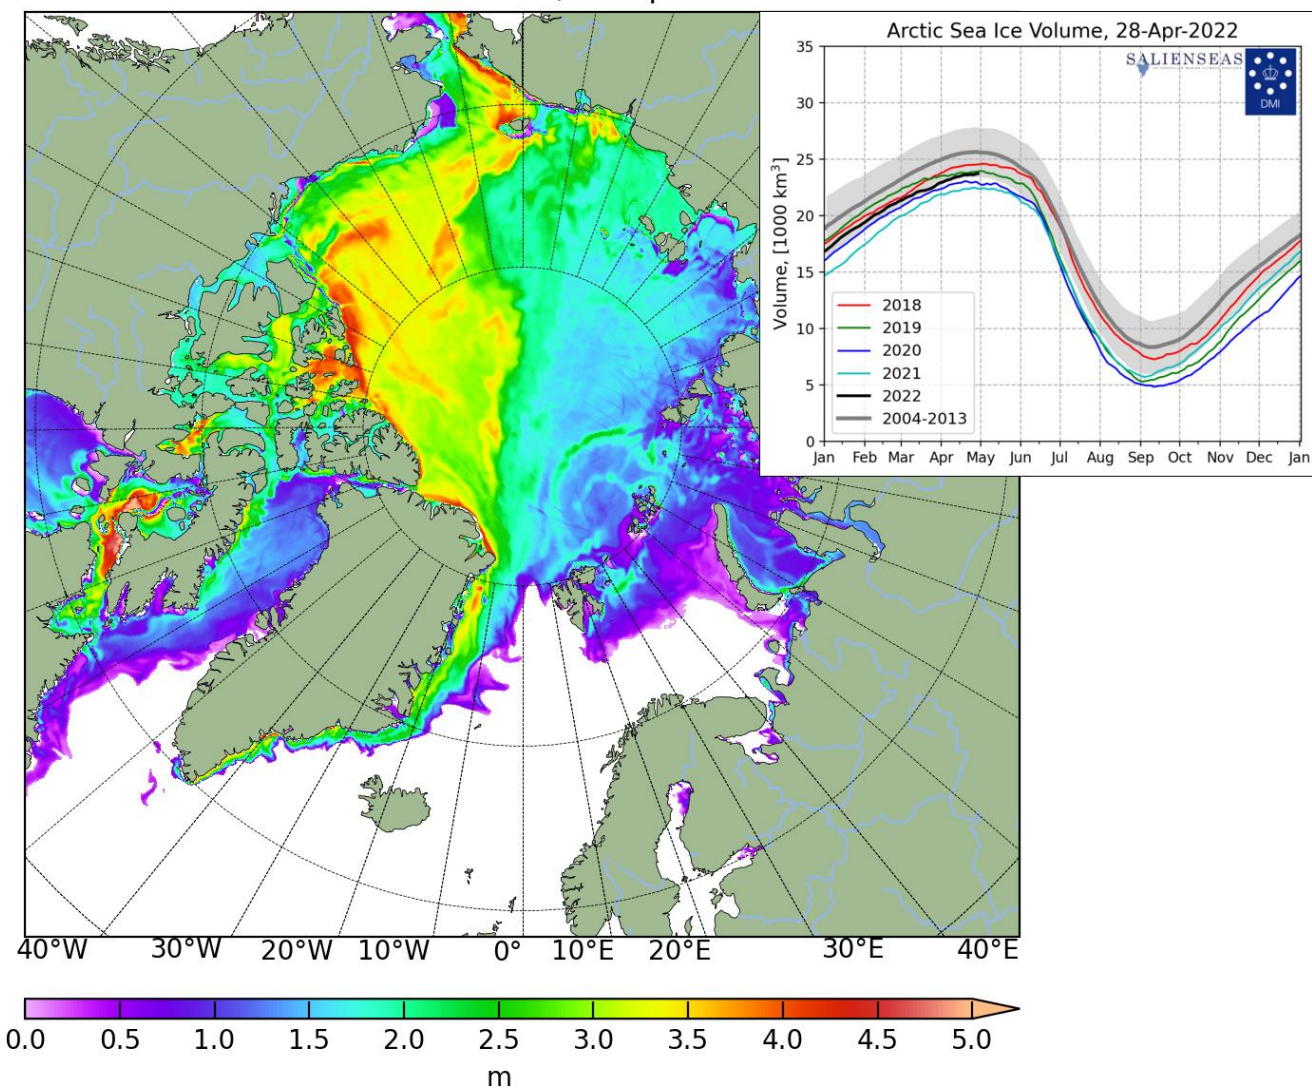 Arctic Sea Ice Volume, 28-Apr-2022
SALIENSEAS
DMI
Volume, [1000 km³]
35
30
25
20
15
10
5
0
2018
2019
2020
2021
2022
2004-2013
Jan Feb Mar Apr May Jun Jul Aug Sep Oct Nov Dec Jan
40°W 30°W 20°W 10°W 0° 10°E 20°E 30°E 40°E
0.0 0.5 1.0 1.5 2.0 2.5 3.0 3.5 4.0 4.5 5.0
m